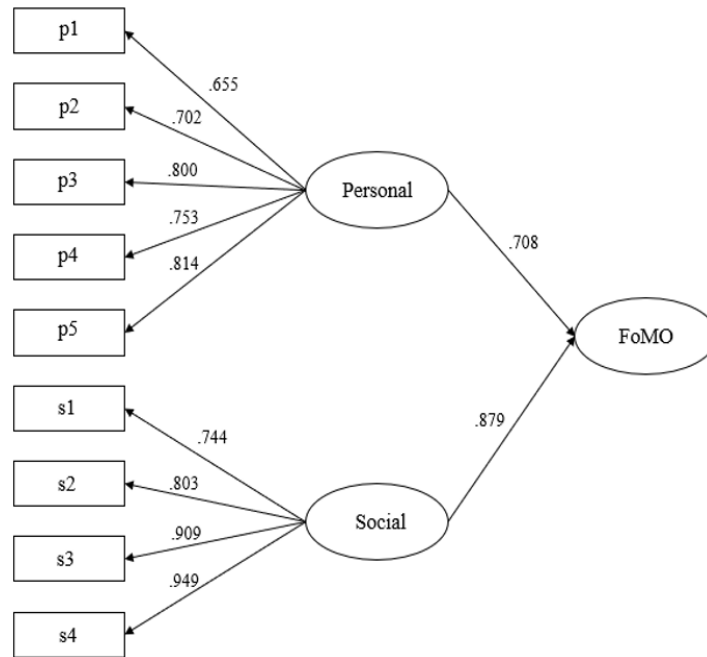 p1
.655
p2
.702
p3
.800
Personal
p4
.753
.708
p5
.814
FoMO
s1
.744
.879
s2
.803
Social
s3
.909
s4
.949